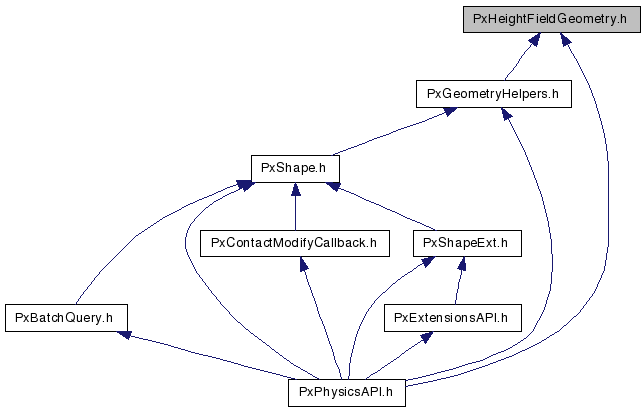 PxHeightFieldGeometry.h
PxGeometryHelpers.h
PxShape.h
PxContactModifyCallback.h
PxShapeExt.h
PxBatchQuery.h
PxExtensionsAPI.h
PxPhysicsAPI.h